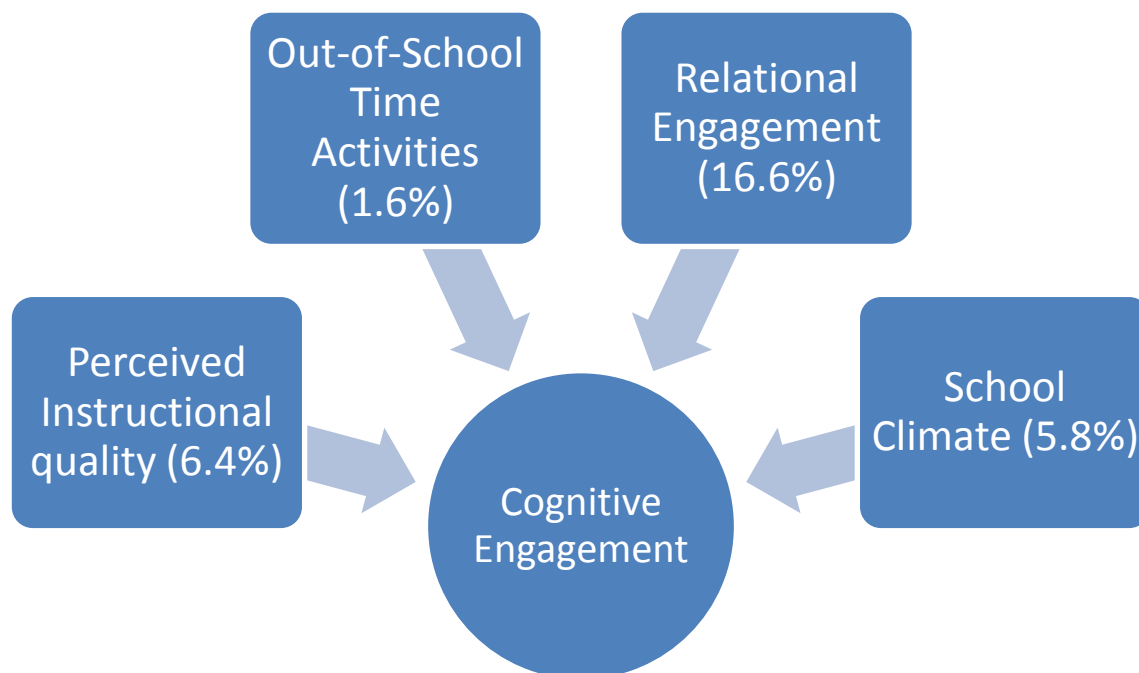 Out-of-School
Time
Activities
(1.6%)
Relational
Engagement
(16.6%)
Perceived
Instructional
quality (6.4%)
School
Climate (5.8%)
Cognitive
Engagement